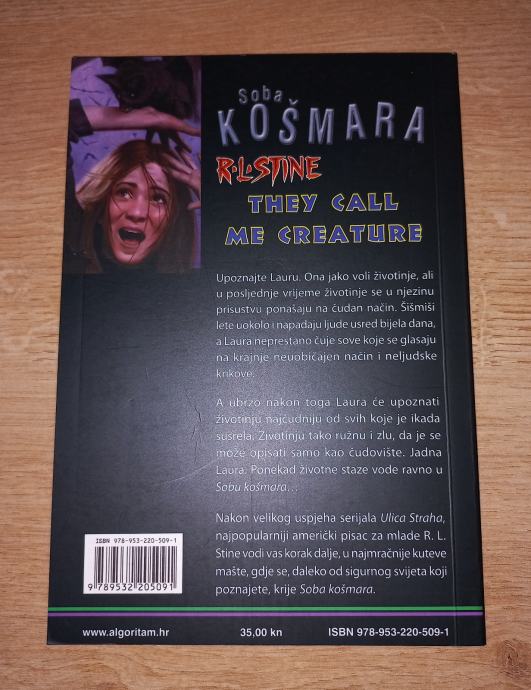 Soba
KOŠMARA
R.L.STINE
THEY CALL
ME CREATURE
Upoznajte Lauru. Ona jako voli životinje, ali
u posljednje vrijeme životinje se u njezinu
prisustvu ponašaju na čudan način. Šišmiši
lete uokolo i napadaju ljude usred bijela dana,
a Laura neprestano čuje sove koje se glasaju
na krajnje neuobičajen način i neljudske
krikove.
A ubrzo nakon toga Laura će upoznati
životinju najčudniju od svih koje je ikada
susrela. Životinju tako ružnu i zlu, da je se
može opisati samo kao čudovište. Jadna
Laura. Ponekad životne staze vode ravno u
Sobu košmara...
Nakon velikog uspjeha serijala Ulica Straha,
najpopularniji američki pisac za mlade R. L.
Stine vodi vas korak dalje, u najmračnije kuteve
mašte, gdje se, daleko od sigurnog svijeta koji
poznajete, krije Soba košmara.
ISBN 978-953-220-509-1
9 789532 205091
www.algoritam.hr 35,00 kn ISBN 978-953-220-509-1